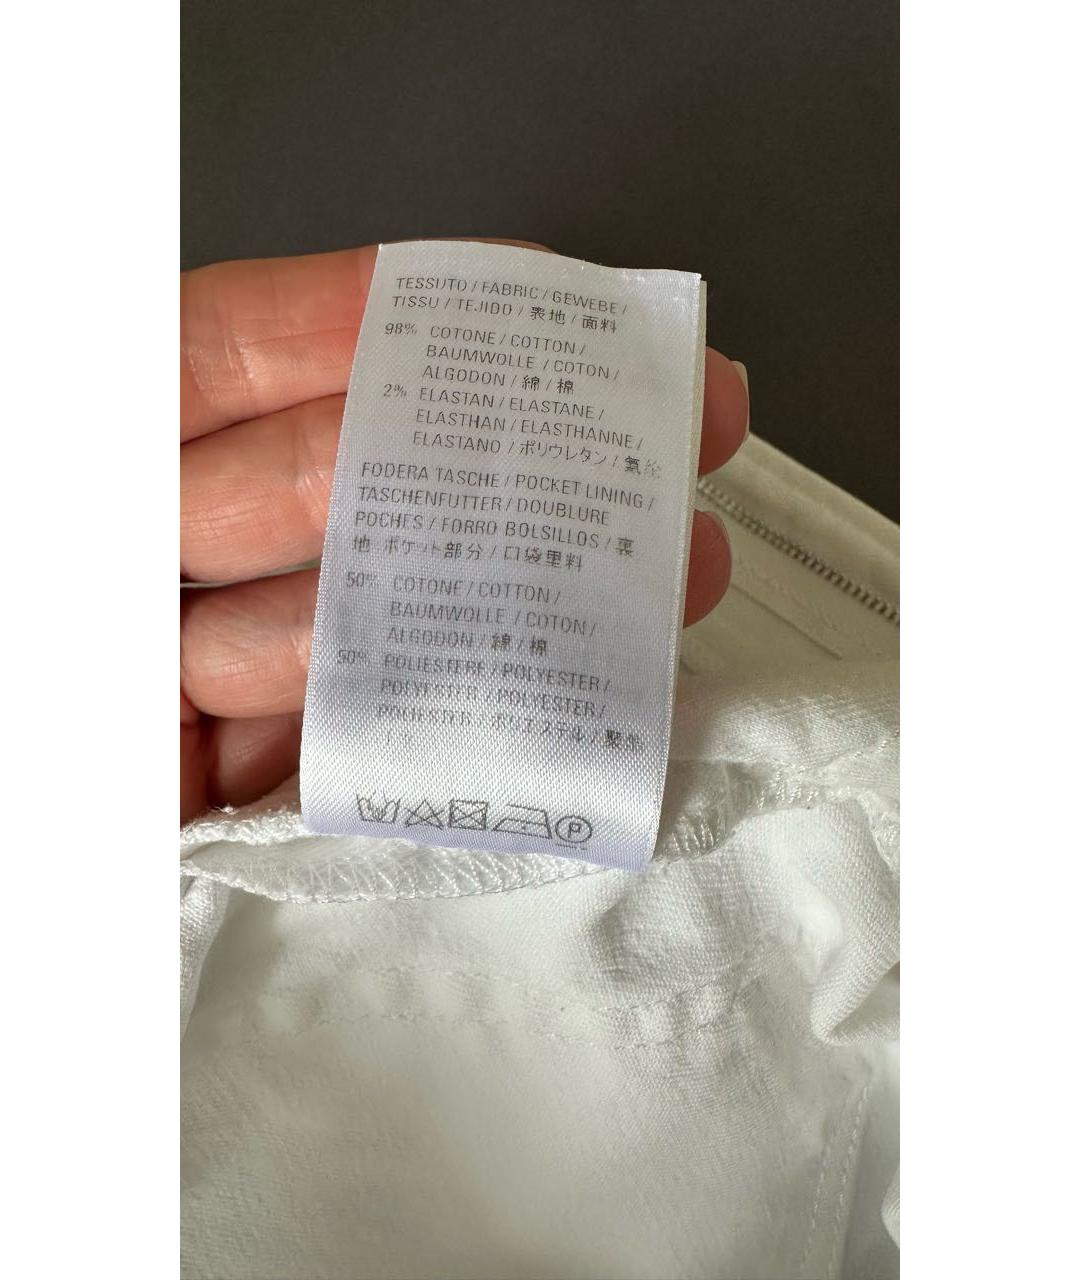 TESSUTO / FABRIC / GEWEBE /
TISSU / TEJIDO / 表地 / 面料
98% COTONE / COTTON /
BAUMWOLLE / COTON /
ALGODON / 綿 / 棉
2% ELASTAN / ELASTANE /
ELASTHAN / ELASTHANNE /
ELASTANO / ポリウレタン / 氨纶
FODERA TASCHE / POCKET LINING /
TASCHENFUTTER / DOUBLURE
POCHES / FORRO BOLSILLOS / 裏
地 ポケット部分 / 口袋里料
50% COTONE / COTTON /
BAUMWOLLE / COTON /
ALGODON / 綿 / 棉
50% POLIESTERE / POLYESTER /
POLYESTER / POLYESTER /
POLIESTER / ポリエステル /
P